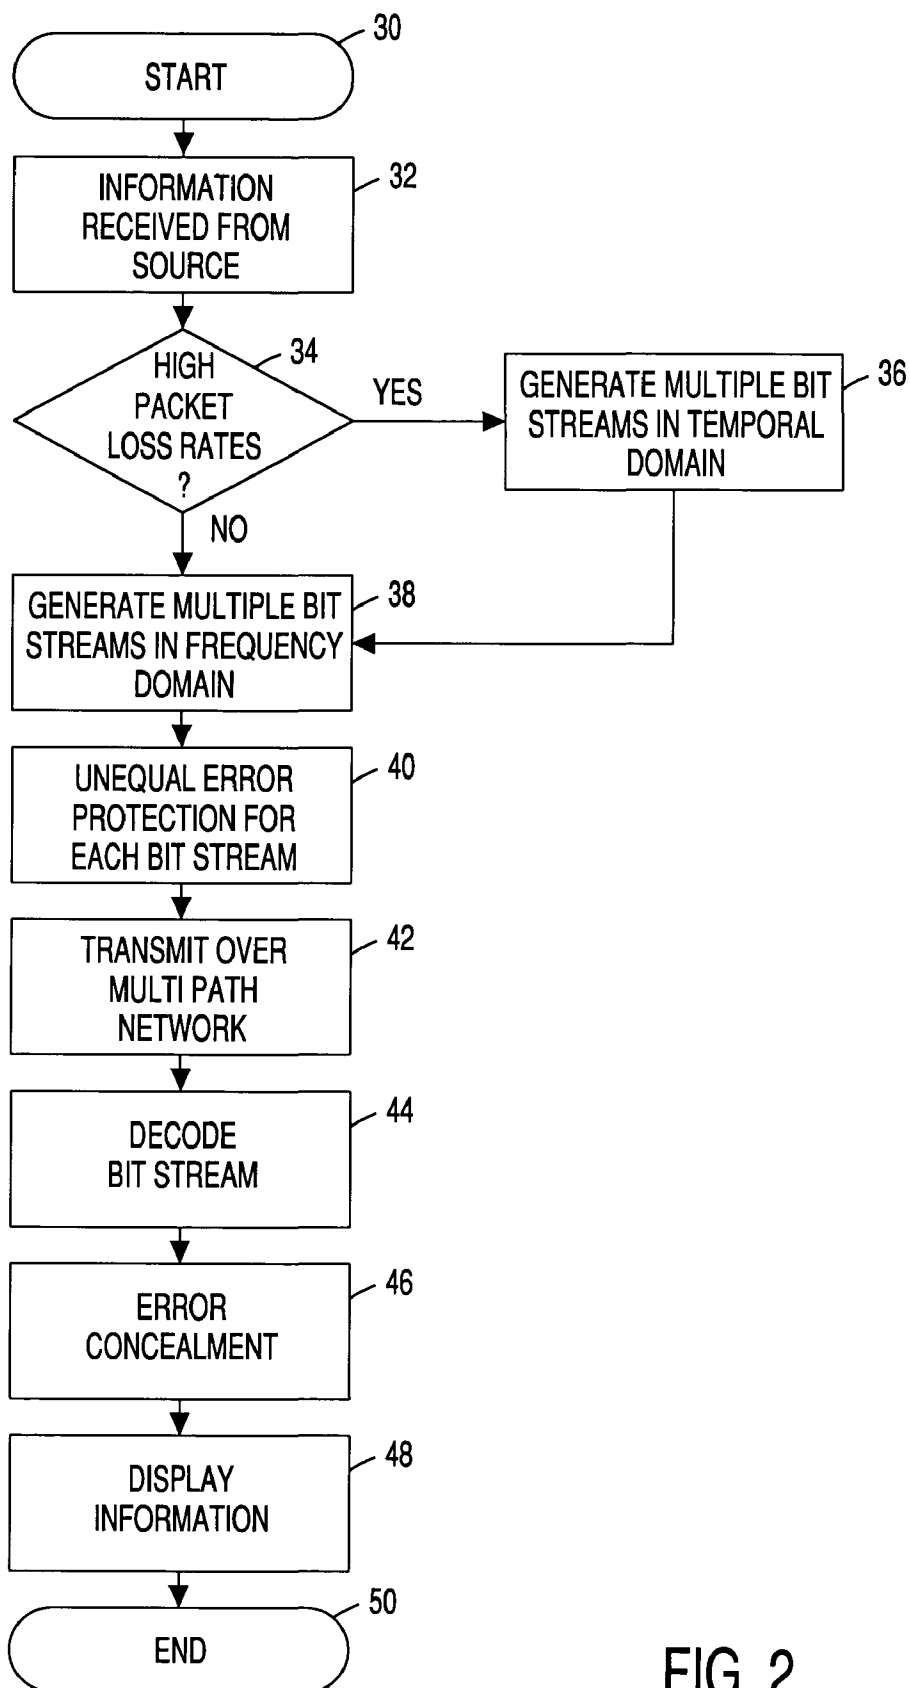 30
START
32
INFORMATION
RECEIVED FROM
SOURCE
34
HIGH
PACKET
LOSS RATES
?
YES
36
GENERATE MULTIPLE BIT
STREAMS IN TEMPORAL
DOMAIN
NO
38
GENERATE MULTIPLE BIT
STREAMS IN FREQUENCY
DOMAIN
40
UNEQUAL ERROR
PROTECTION FOR
EACH BIT STREAM
42
TRANSMIT OVER
MULTI PATH
NETWORK
44
DECODE
BIT STREAM
46
ERROR
CONCEALMENT
48
DISPLAY
INFORMATION
50
END
FIG. 2